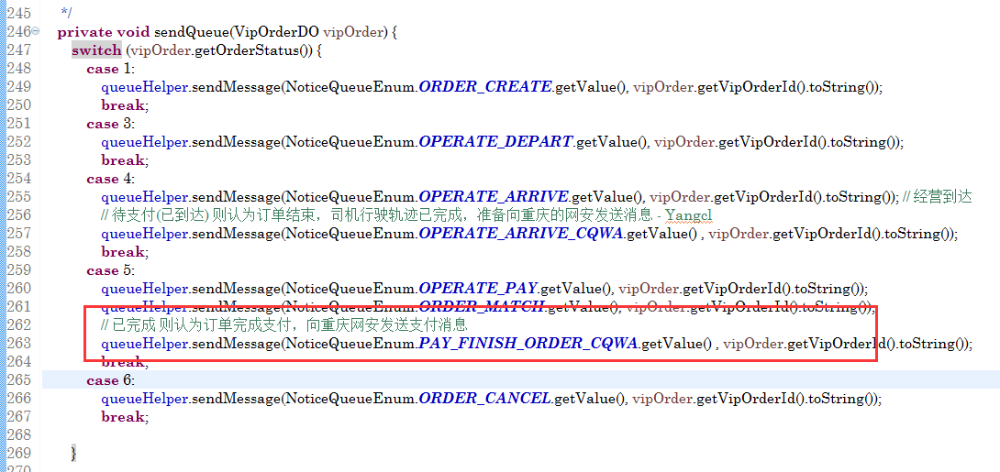 245 */
246 private void sendQueue(VipOrderDO vipOrder) {
247 switch (vipOrder.getOrderStatus()) {
248 case 1:
249 queueHelper.sendMessage(NoticeQueueEnum.ORDER_CREATE.getValue(), vipOrder.getVipOrderId().toString());
250 break;
251 case 3:
252 queueHelper.sendMessage(NoticeQueueEnum.OPERATE_DEPART.getValue(), vipOrder.getVipOrderId().toString());
253 break;
254 case 4:
255 queueHelper.sendMessage(NoticeQueueEnum.OPERATE_ARRIVE.getValue(), vipOrder.getVipOrderId().toString()); // 经营到达
256 // 待支付(已到达) 则认为订单结束，司机行驶轨迹已完成，准备向重庆的网安发送消息 - Yangcl
257 queueHelper.sendMessage(NoticeQueueEnum.OPERATE_ARRIVE_CQWA.getValue() , vipOrder.getVipOrderId().toString());
258 break;
259 case 5:
260 queueHelper.sendMessage(NoticeQueueEnum.OPERATE_PAY.getValue(), vipOrder.getVipOrderId().toString());
261 queueHelper.sendMessage(NoticeQueueEnum.ORDER_MATCH.getValue(), vipOrder.getVipOrderId().toString());
262 // 已完成 则认为订单完成支付，向重庆网安发送支付消息
263 queueHelper.sendMessage(NoticeQueueEnum.PAY_FINISH_ORDER_CQWA.getValue() , vipOrder.getVipOrderId().toString());
264 break;
265 case 6:
266 queueHelper.sendMessage(NoticeQueueEnum.ORDER_CANCEL.getValue(), vipOrder.getVipOrderId().toString());
267 break;
268
269 }
270